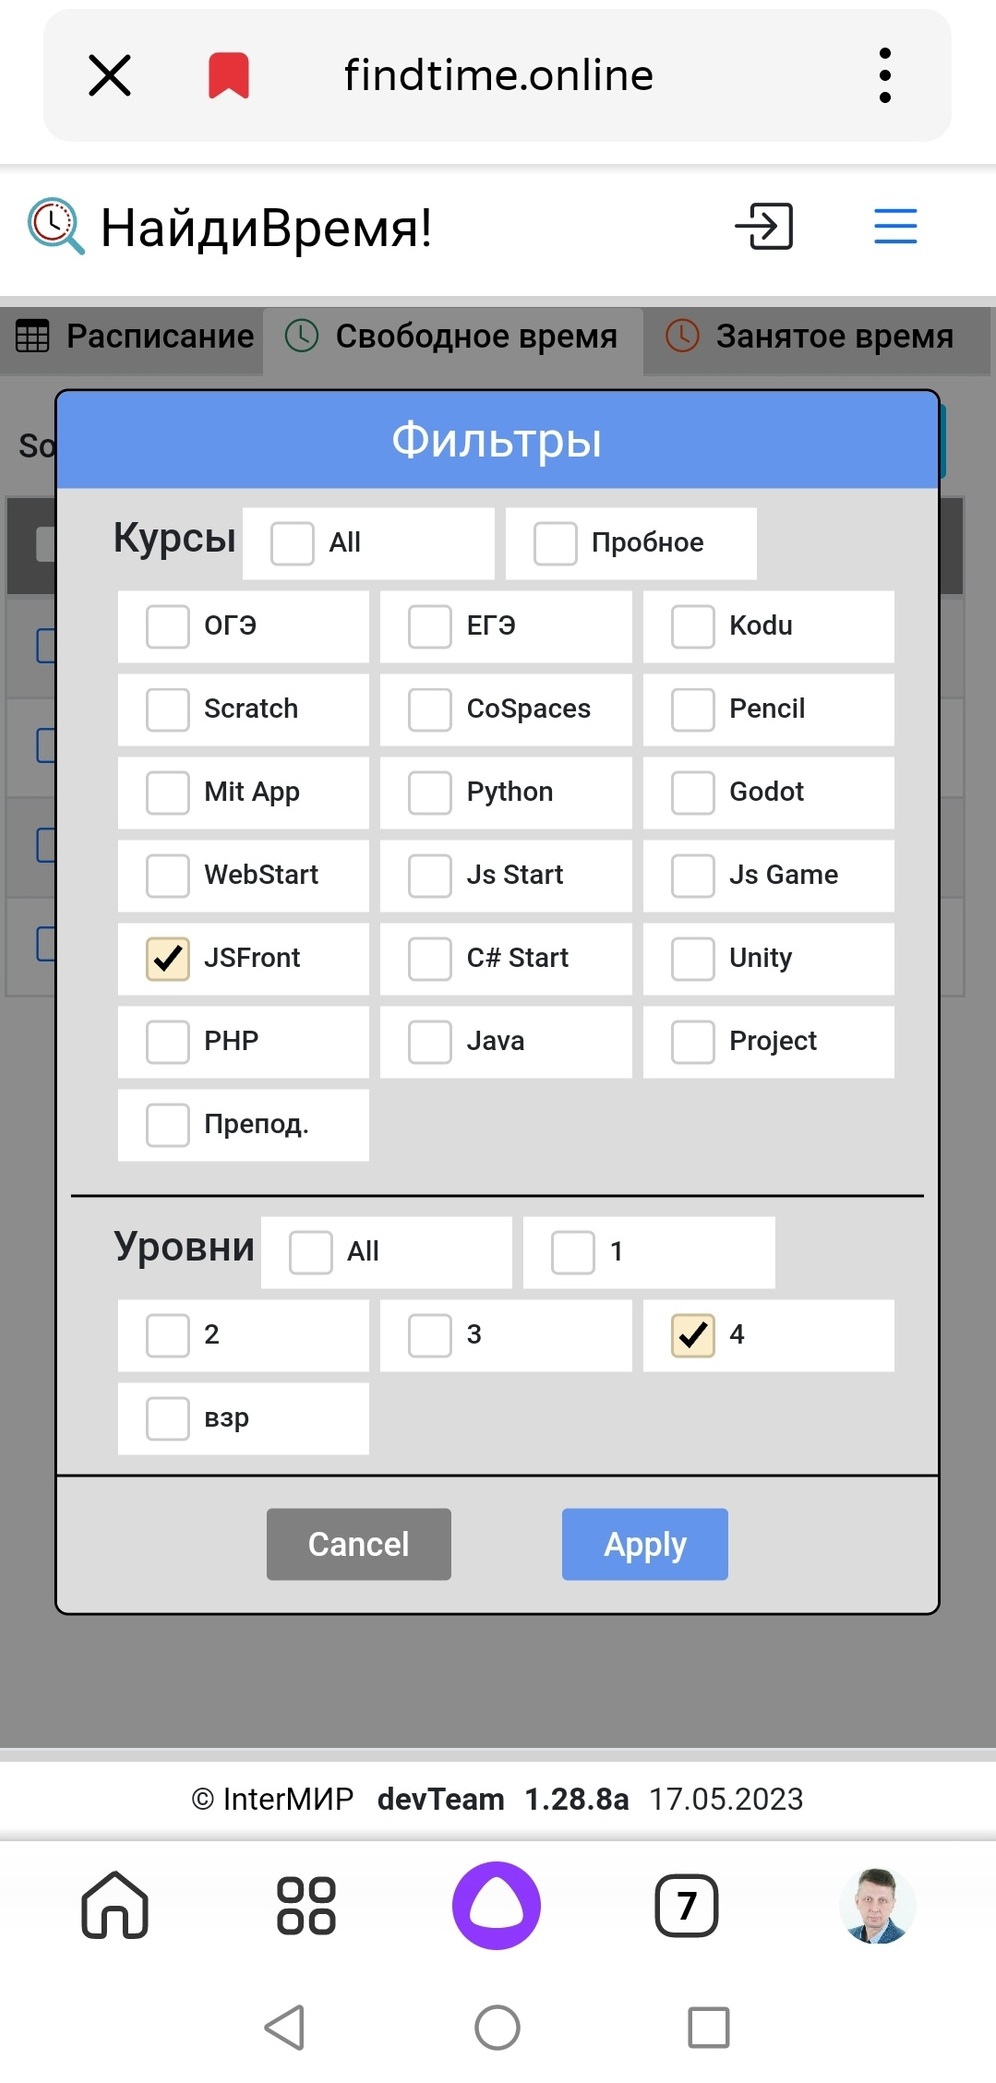 findtime.online
НайдиВремя!
Расписание Свободное время Занятое время
So
Фильтры
Курсы All Пробное
ОГЭ ЕГЭ Kodu
Scratch CoSpaces Pencil
Mit App Python Godot
WebStart Js Start Js Game
JSFront C# Start Unity
PHP Java Project
Препод.
Уровни All 1
2 3 4
взр
Cancel Apply
© InterМИР devTeam 1.28.8a 17.05.2023
7